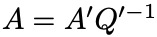 A = A′Q′⁻¹